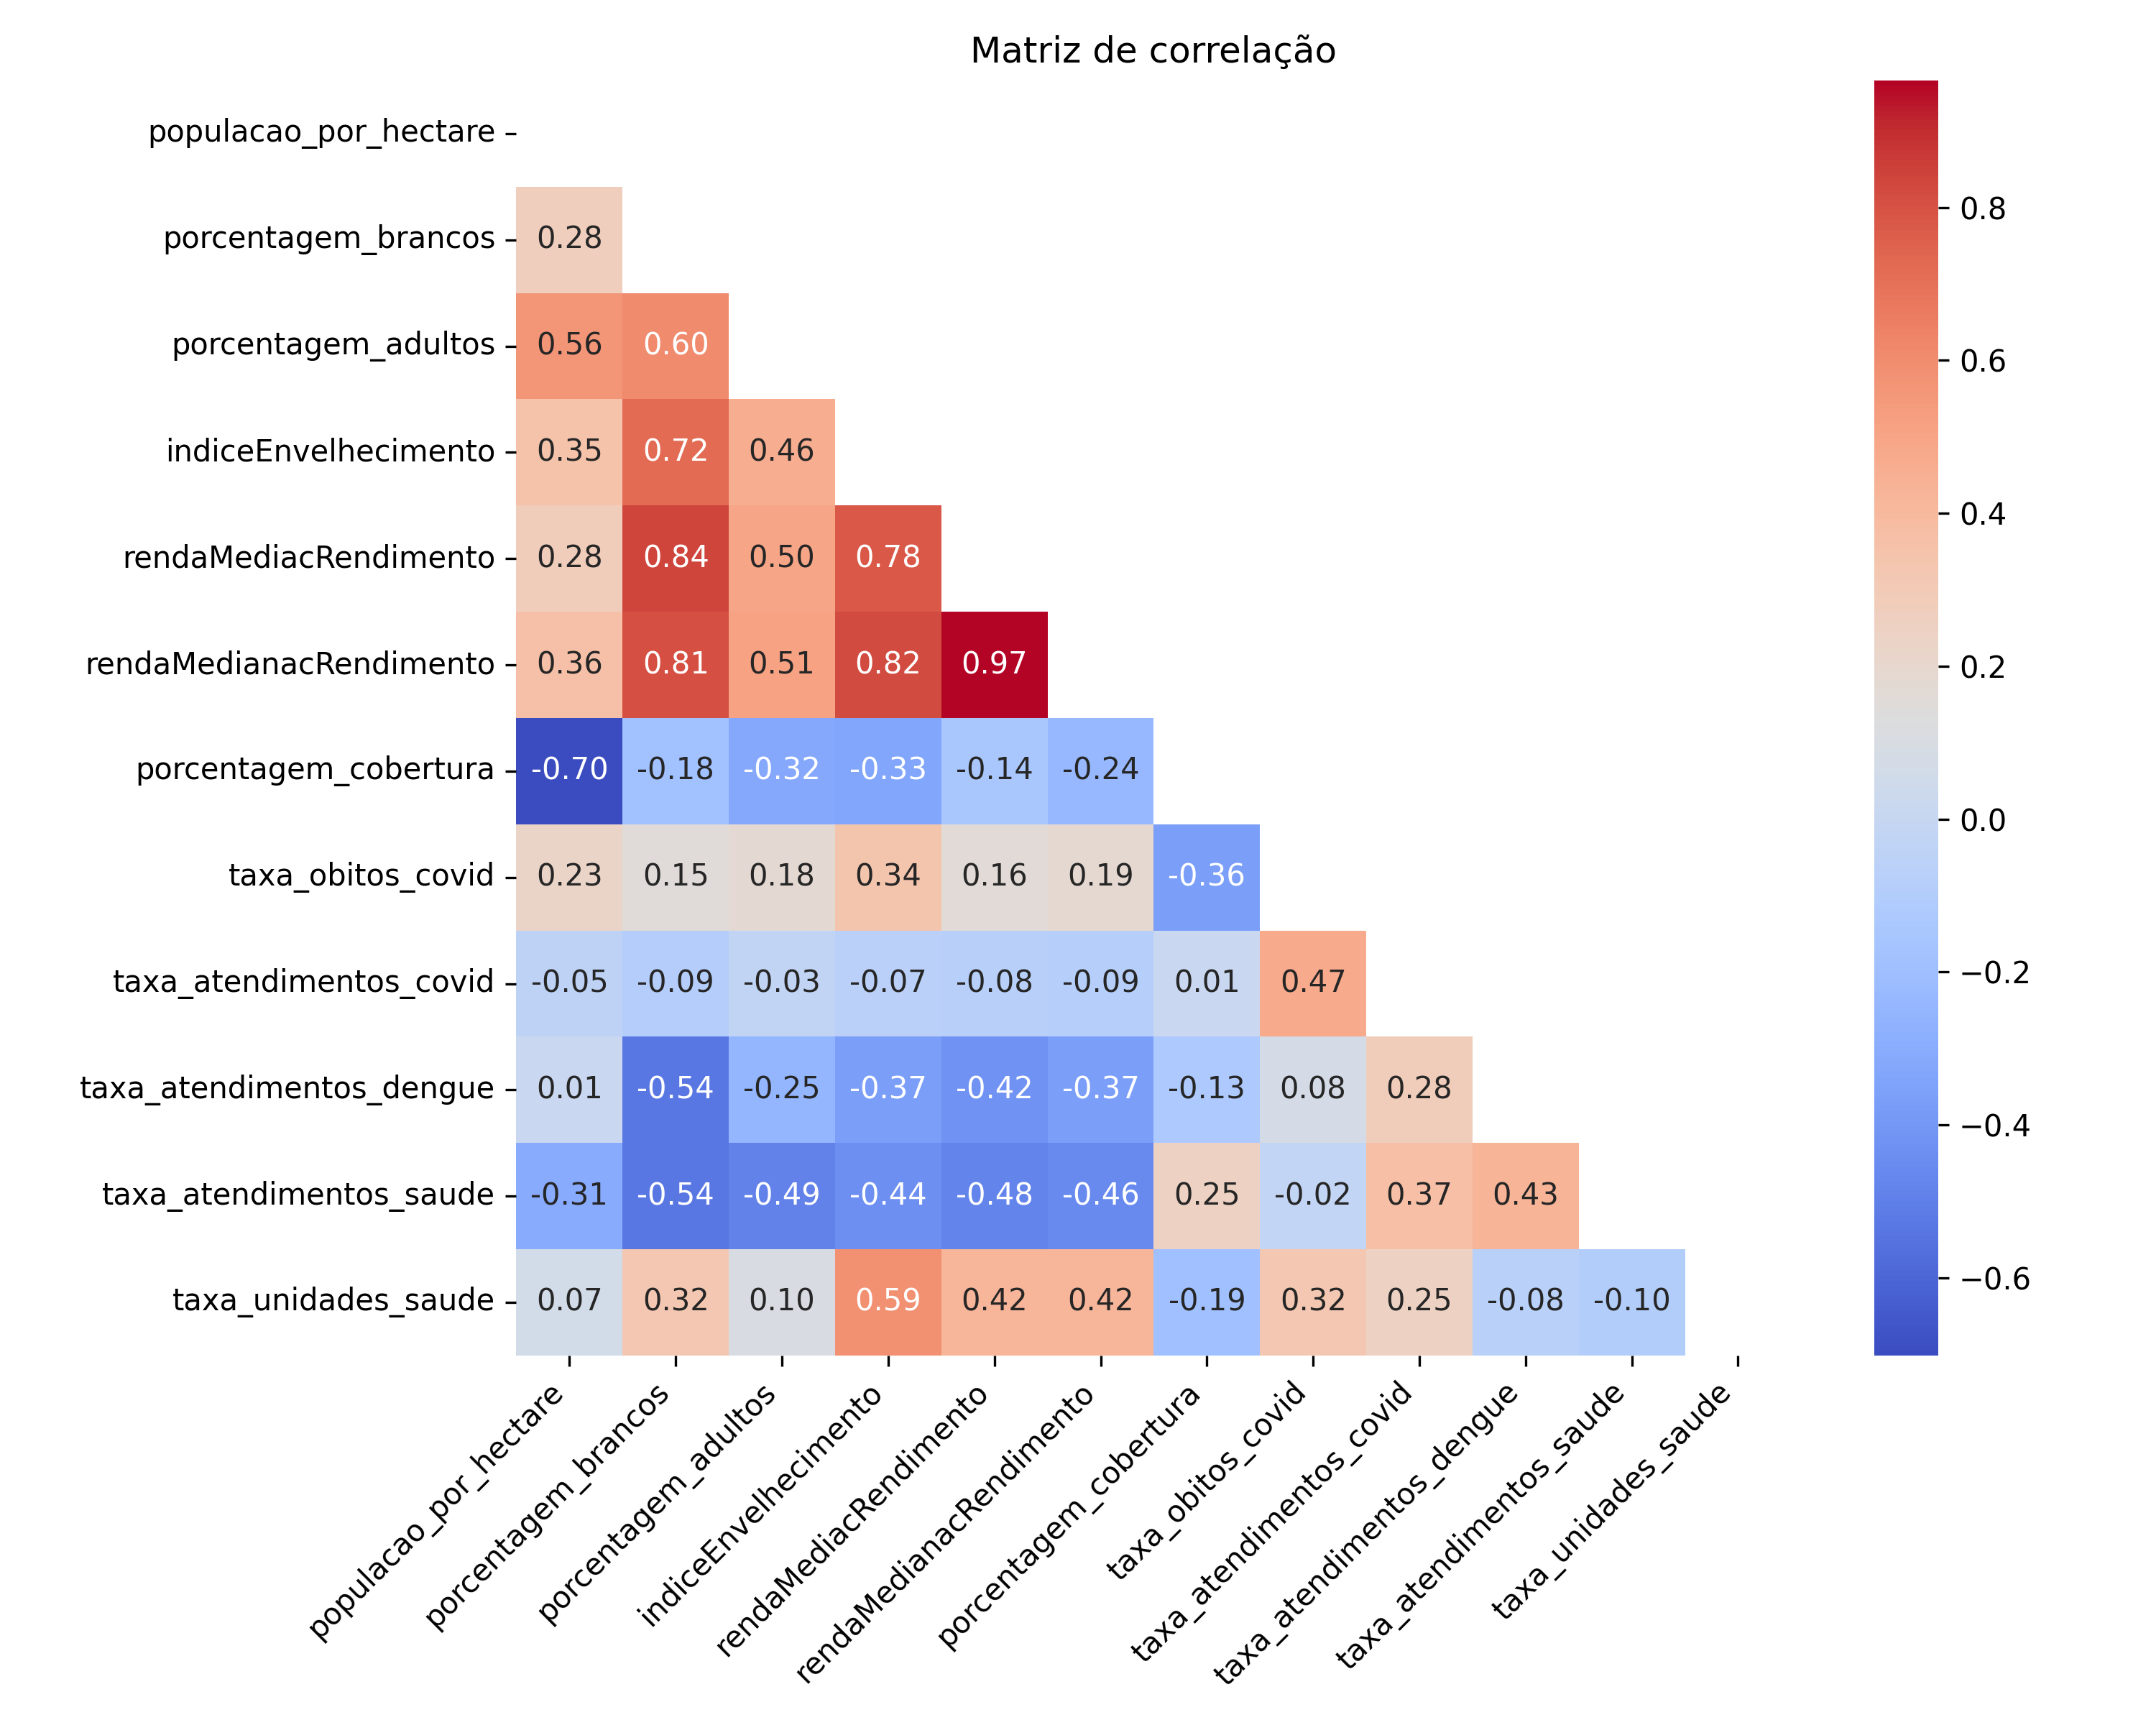 Matriz de correlação
populacao_por_hectare
porcentagem_brancos 0.28
porcentagem_adultos 0.56 0.60
indiceEnvelhecimento 0.35 0.72 0.46
rendaMediacRendimento 0.28 0.84 0.50 0.78
rendaMedianacRendimento 0.36 0.81 0.51 0.82 0.97
porcentagem_cobertura -0.70 -0.18 -0.32 -0.33 -0.14 -0.24
taxa_obitos_covid 0.23 0.15 0.18 0.34 0.16 0.19 -0.36
taxa_atendimentos_covid -0.05 -0.09 -0.03 -0.07 -0.08 -0.09 0.01 0.47
taxa_atendimentos_dengue 0.01 -0.54 -0.25 -0.37 -0.42 -0.37 -0.13 0.08 0.28
taxa_atendimentos_saude -0.31 -0.54 -0.49 -0.44 -0.48 -0.46 0.25 -0.02 0.37 0.43
taxa_unidades_saude 0.07 0.32 0.10 0.59 0.42 0.42 -0.19 0.32 0.25 -0.08 -0.10
populacao_por_hectare
porcentagem_brancos
porcentagem_adultos
indiceEnvelhecimento
rendaMediacRendimento
rendaMedianacRendimento
porcentagem_cobertura
taxa_obitos_covid
taxa_atendimentos_covid
taxa_atendimentos_dengue
taxa_atendimentos_saude
taxa_unidades_saude
0.8
0.6
0.4
0.2
0.0
−0.2
−0.4
−0.6